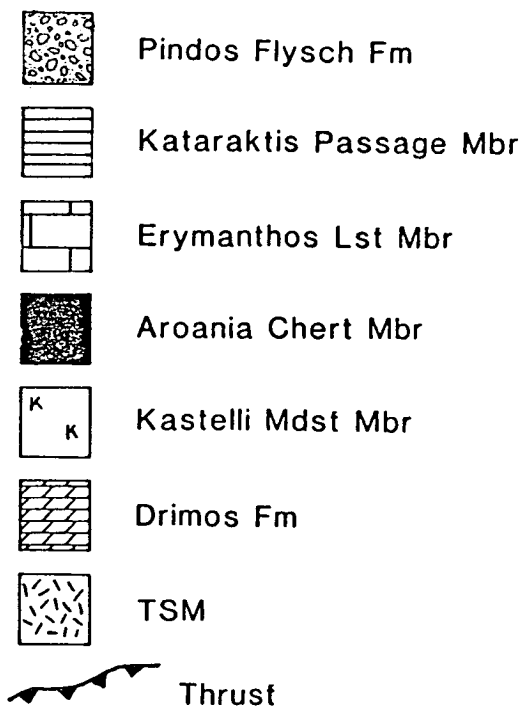 Pindos Flysch Fm
Kataraktis Passage Mbr
Erymanthos Lst Mbr
Aroania Chert Mbr
K
K
Kastelli Mdst Mbr
Drimos Fm
TSM
Thrust